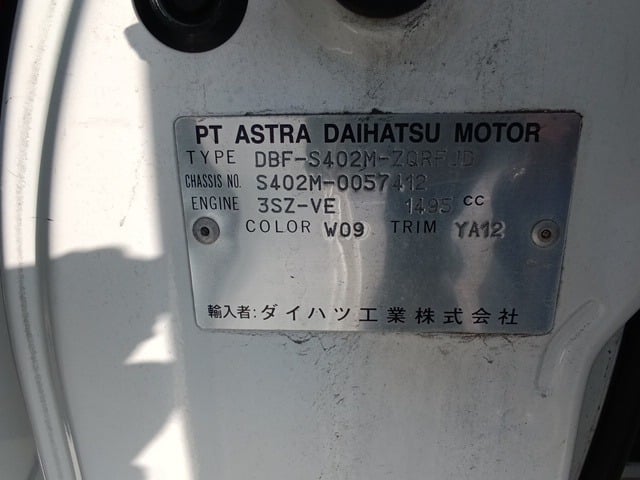 PT ASTRA DAIHATSU MOTOR
TYPE DBF-S402M-ZQRFJD
CHASSIS NO. S402M-0057412
ENGINE 3SZ-VE 1495 cc
COLOR W09 TRIM YA12
輸入者: ダイハツ工業株式会社